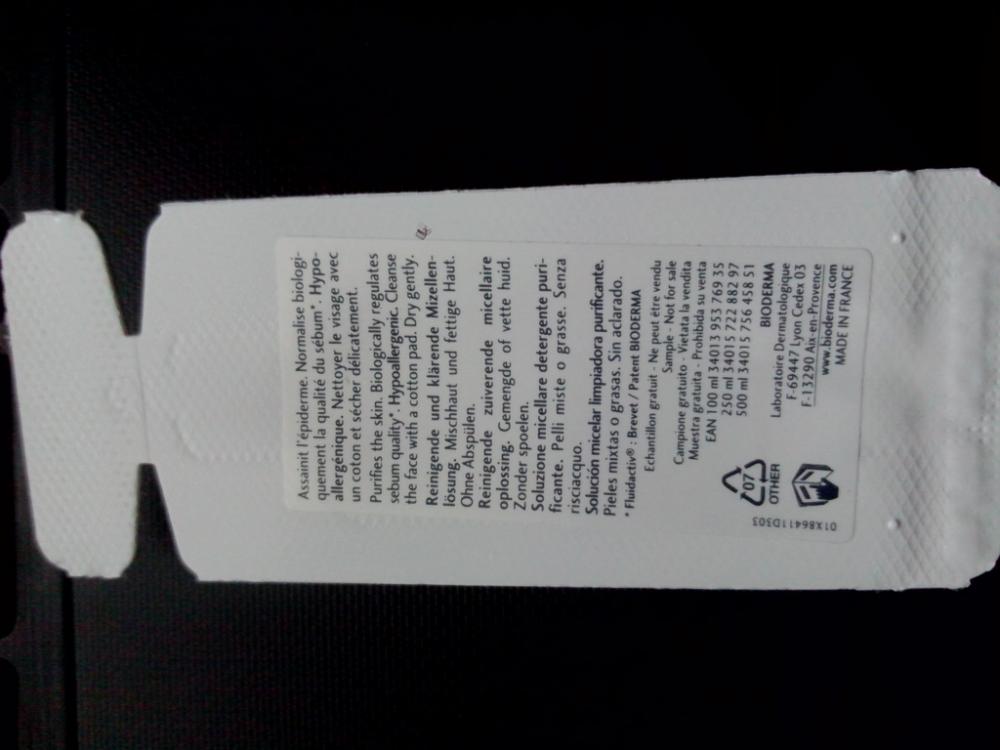 Assainit l'épiderme. Normalise biologi-
quement la qualité du sébum*. Hypo-
allergénique. Nettoyer le visage avec
un coton et sécher délicatement.
Purifies the skin. Biologically regulates
sebum quality*. Hypoallergenic. Cleanse
the face with a cotton pad. Dry gently.
Reinigende und klärende Mizellen-
lösung. Mischhaut und fettige Haut.
Ohne Abspülen.
Reinigende zuiverende micellaire
oplossing. Gemengde of vette huid.
Zonder spoelen.
Soluzione micellare detergente puri-
ficante. Pelli miste o grasse. Senza
risciacquo.
Solución micelar limpiadora purificante.
Pieles mixtas o grasas. Sin aclarado.
* Fluidactiv® : Brevet / Patent BIODERMA
Echantillon gratuit - Ne peut être vendu
Sample - Not for sale
Campione gratuito - Vietata la vendita
Muestra gratuita - Prohibida su venta
EAN 100 ml 34013 953 769 35
250 ml 34015 722 882 97
500 ml 34015 756 458 51
BIODERMA
Laboratoire Dermatologique
F-69447 Lyon Cedex 03
F-13290 Aix-en-Provence
www.bioderma.com
MADE IN FRANCE
07
OTHER
01X86411D303